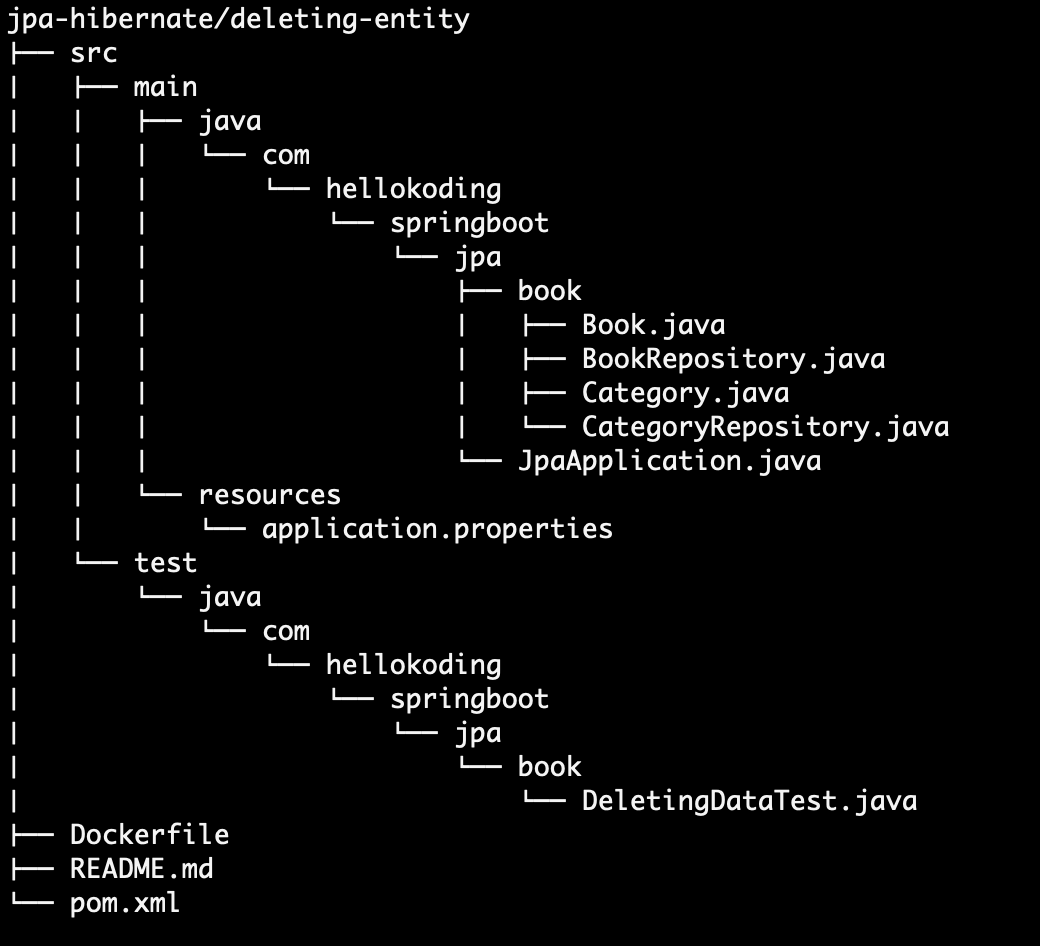 jpa-hibernate/deleting-entity
├── src
│   ├── main
│   │   ├── java
│   │   │   └── com
│   │   │       └── hellokoding
│   │   │           └── springboot
│   │   │               └── jpa
│   │   │                   ├── book
│   │   │                   │   ├── Book.java
│   │   │                   │   ├── BookRepository.java
│   │   │                   │   ├── Category.java
│   │   │                   │   └── CategoryRepository.java
│   │   │                   └── JpaApplication.java
│   │   └── resources
│   │       └── application.properties
│   └── test
│       └── java
│           └── com
│               └── hellokoding
│                   └── springboot
│                       └── jpa
│                           └── book
│                               └── DeletingDataTest.java
├── Dockerfile
├── README.md
└── pom.xml